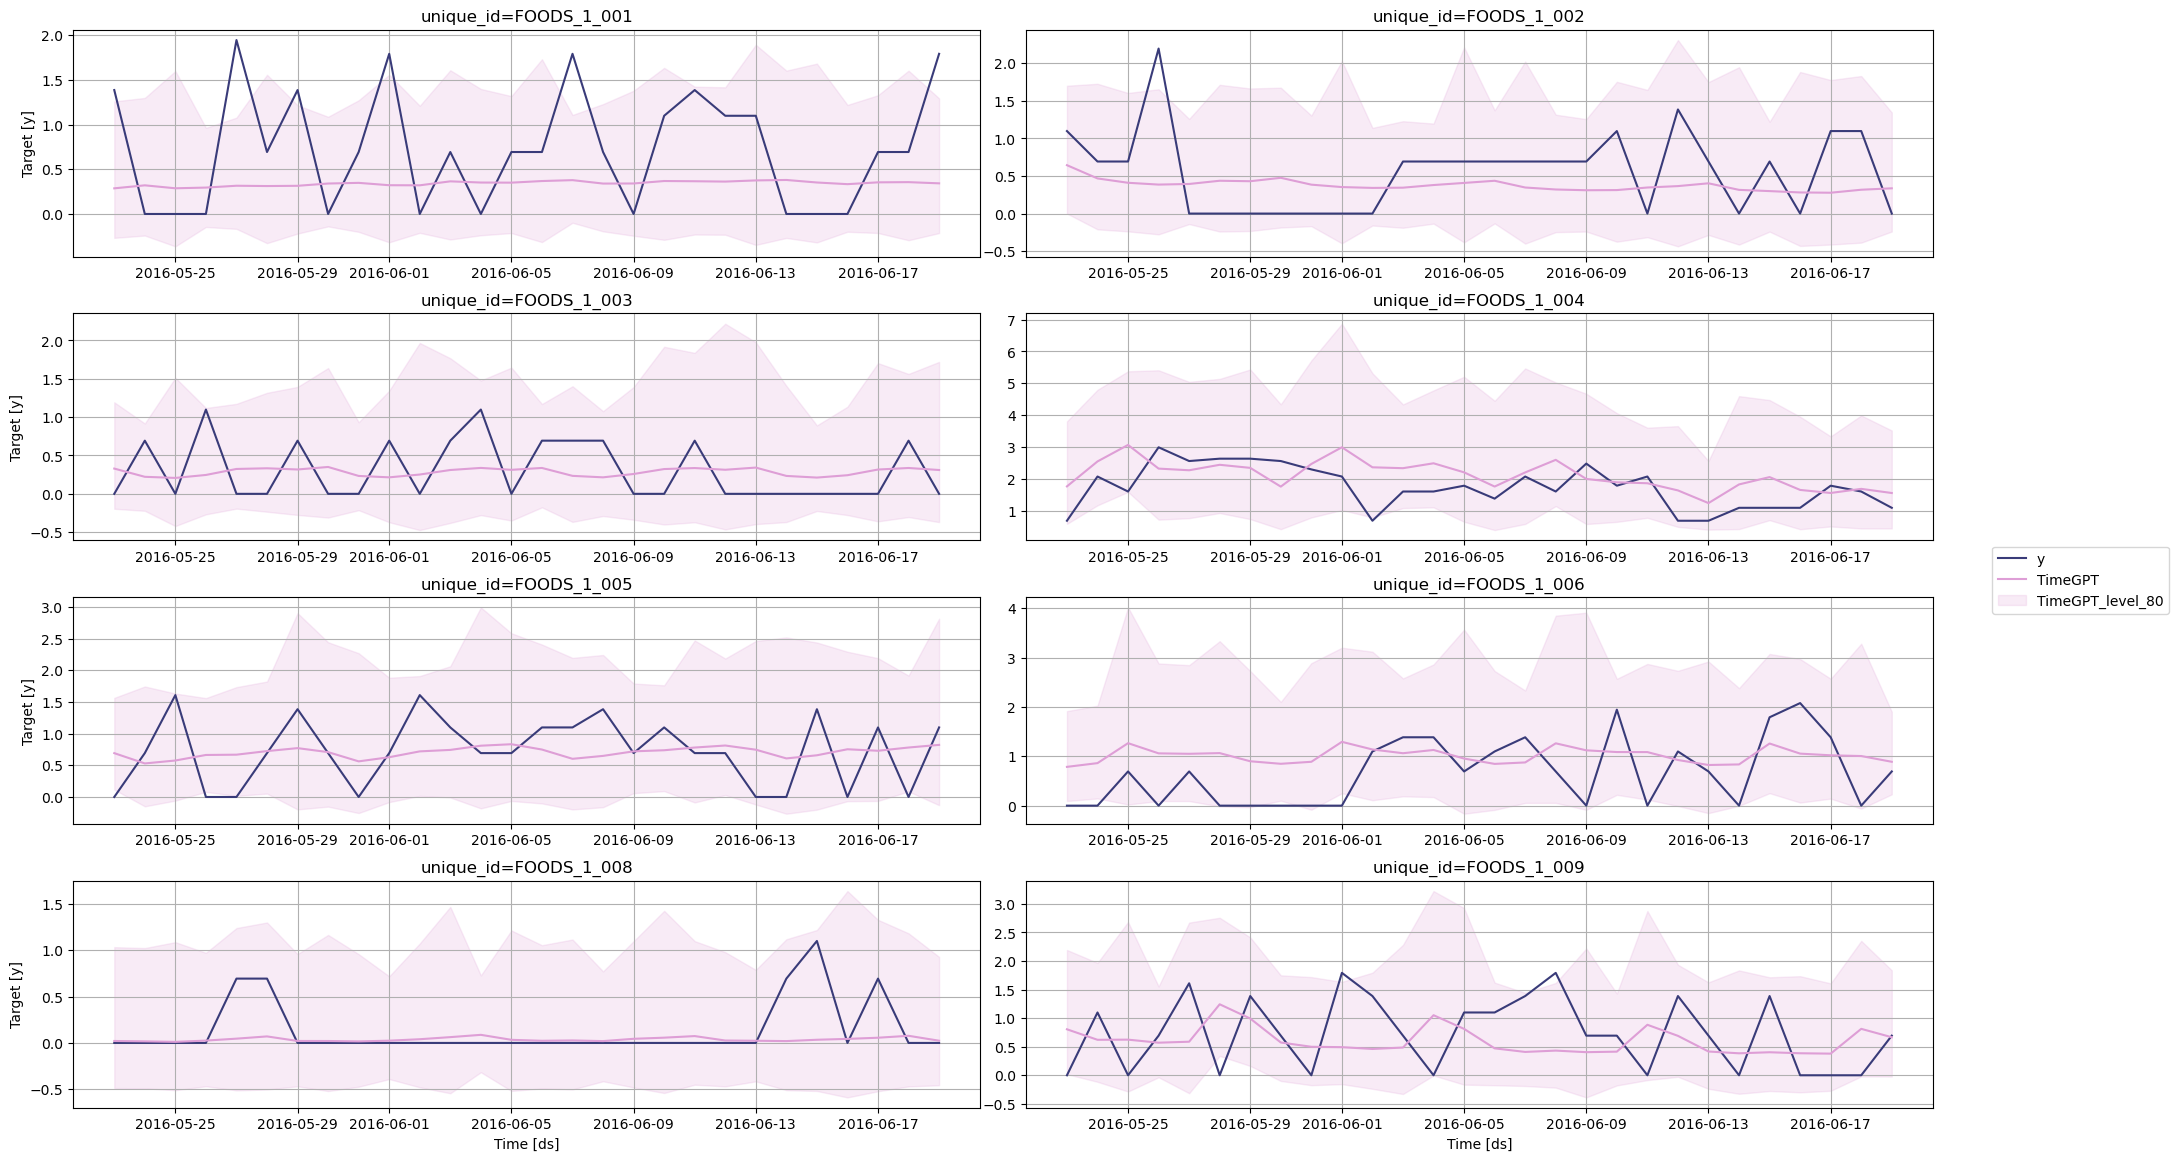 unique_id=FOODS_1_001
Target [y]
2.0
1.5
1.0
0.5
0.0
2016-05-25 2016-05-29 2016-06-01 2016-06-05 2016-06-09 2016-06-13 2016-06-17
unique_id=FOODS_1_002
2.0
1.5
1.0
0.5
0.0
−0.5
2016-05-25 2016-05-29 2016-06-01 2016-06-05 2016-06-09 2016-06-13 2016-06-17
unique_id=FOODS_1_003
Target [y]
2.0
1.5
1.0
0.5
0.0
−0.5
2016-05-25 2016-05-29 2016-06-01 2016-06-05 2016-06-09 2016-06-13 2016-06-17
unique_id=FOODS_1_004
7
6
5
4
3
2
1
2016-05-25 2016-05-29 2016-06-01 2016-06-05 2016-06-09 2016-06-13 2016-06-17
y
TimeGPT
TimeGPT_level_80
unique_id=FOODS_1_005
Target [y]
3.0
2.5
2.0
1.5
1.0
0.5
0.0
2016-05-25 2016-05-29 2016-06-01 2016-06-05 2016-06-09 2016-06-13 2016-06-17
unique_id=FOODS_1_006
4
3
2
1
0
2016-05-25 2016-05-29 2016-06-01 2016-06-05 2016-06-09 2016-06-13 2016-06-17
unique_id=FOODS_1_008
Target [y]
1.5
1.0
0.5
0.0
−0.5
2016-05-25 2016-05-29 2016-06-01 2016-06-05 2016-06-09 2016-06-13 2016-06-17
Time [ds]
unique_id=FOODS_1_009
3.0
2.5
2.0
1.5
1.0
0.5
0.0
−0.5
2016-05-25 2016-05-29 2016-06-01 2016-06-05 2016-06-09 2016-06-13 2016-06-17
Time [ds]